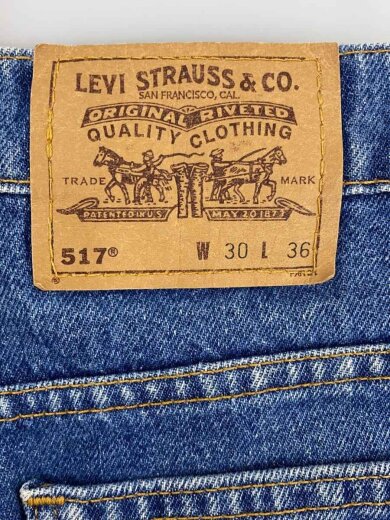 LEVI STRAUSS & CO.
SAN FRANCISCO, CAL.
ORIGINAL RIVETED
QUALITY CLOTHING
TRADE MARK
PATENTED IN U.S. MAY 20 1873
517® W 30 L 36